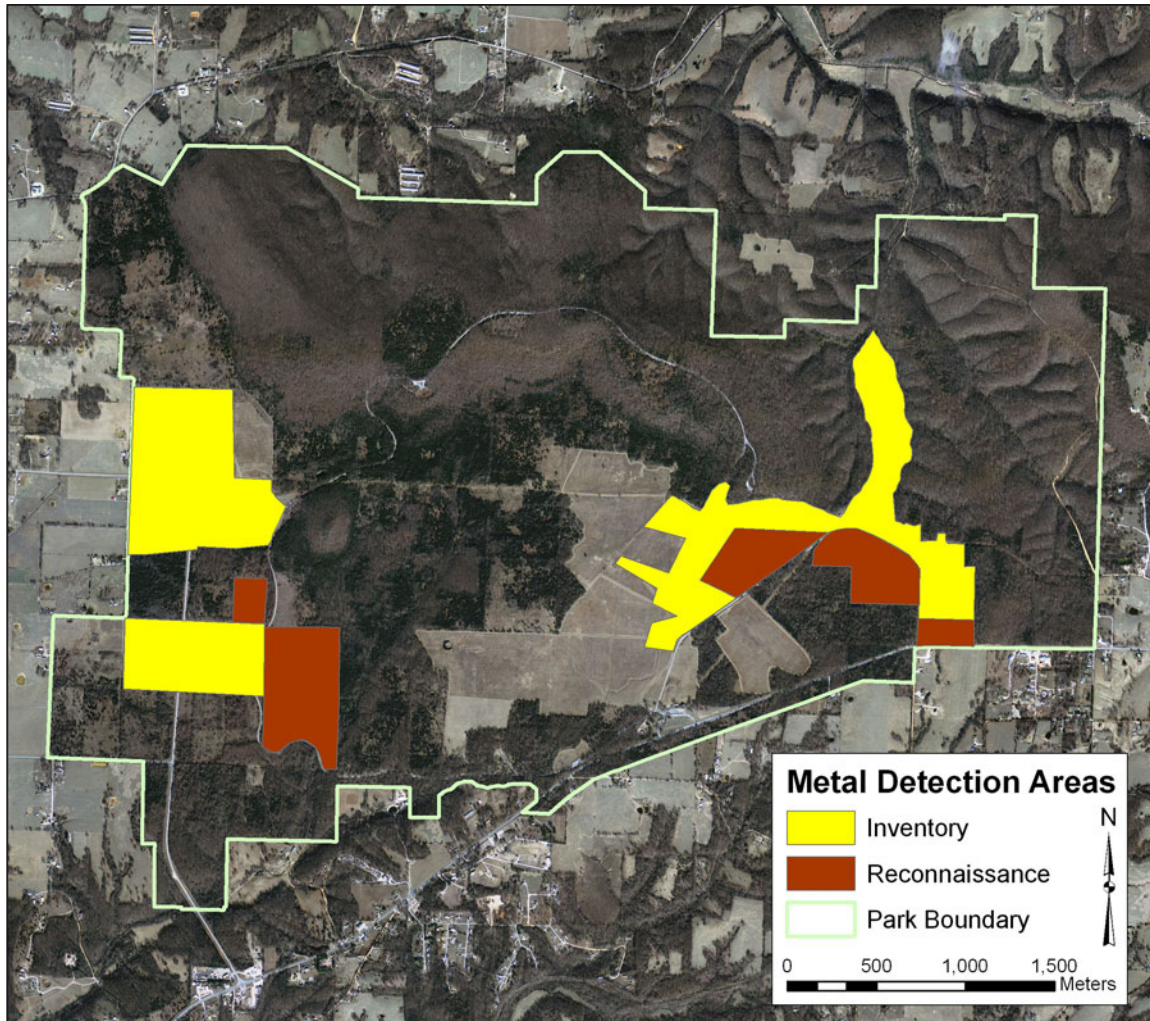 Metal Detection Areas
Inventory
N
Reconnaissance
Park Boundary
0 500 1,000 1,500
Meters